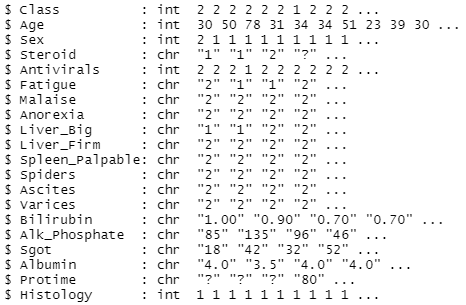 $ Class          : int  2 2 2 2 2 2 1 2 2 2 ...
$ Age            : int  30 50 78 31 34 34 51 23 39 30 ...
$ Sex            : int  2 1 1 1 1 1 1 1 1 1 ...
$ Steroid        : chr  "1" "1" "2" "?" ...
$ Antivirals     : int  2 2 2 1 2 2 2 2 2 2 ...
$ Fatigue        : chr  "2" "1" "1" "2" ...
$ Malaise        : chr  "2" "2" "2" "2" ...
$ Anorexia       : chr  "2" "2" "2" "2" ...
$ Liver_Big      : chr  "1" "1" "2" "2" ...
$ Liver_Firm     : chr  "2" "2" "2" "2" ...
$ Spleen_Palpable: chr  "2" "2" "2" "2" ...
$ Spiders        : chr  "2" "2" "2" "2" ...
$ Ascites        : chr  "2" "2" "2" "2" ...
$ Varices        : chr  "2" "2" "2" "2" ...
$ Bilirubin      : chr  "1.00" "0.90" "0.70" "0.70" ...
$ Alk_Phosphate  : chr  "85" "135" "96" "46" ...
$ Sgot           : chr  "18" "42" "32" "52" ...
$ Albumin        : chr  "4.0" "3.5" "4.0" "4.0" ...
$ Protime        : chr  "?" "?" "?" "80" ...
$ Histology      : int  1 1 1 1 1 1 1 1 1 1 ...